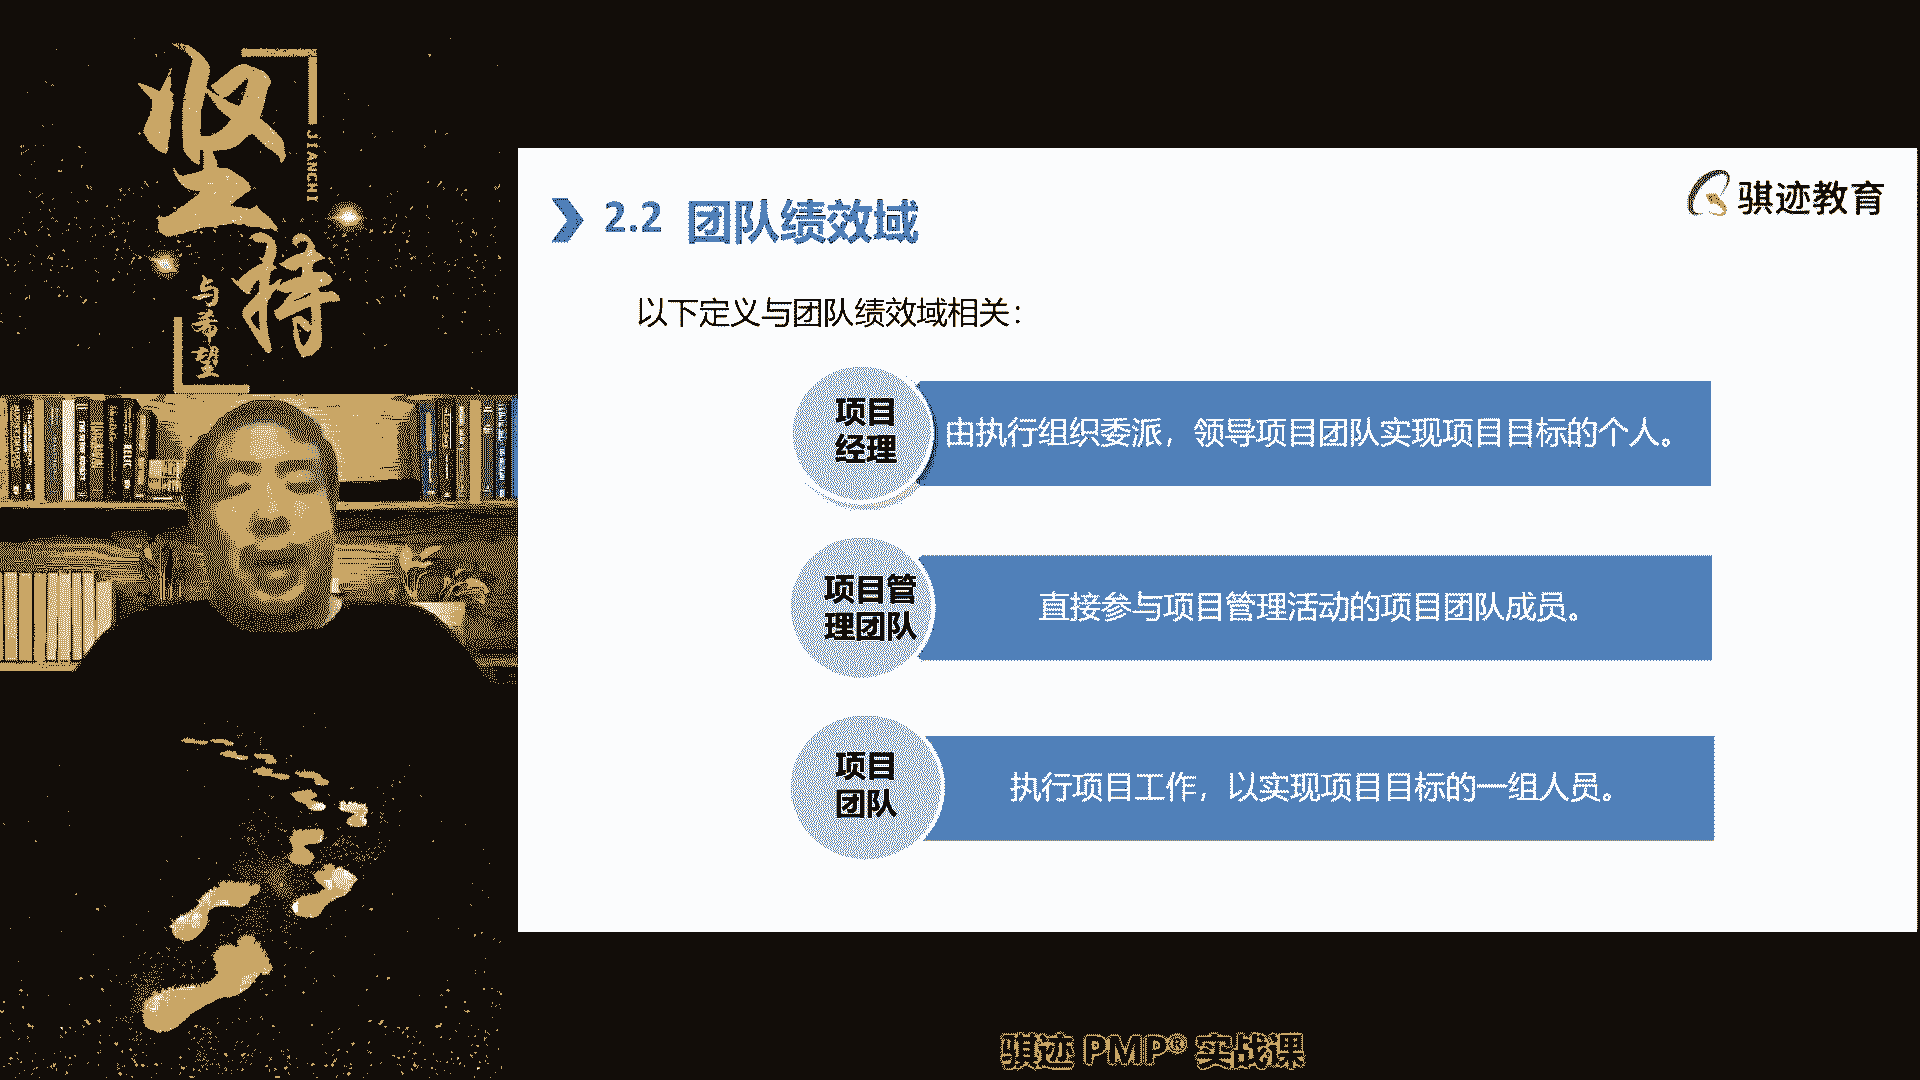 坚持
JIANCHI
与希望
骐迹教育
2.2 团队绩效域
以下定义与团队绩效域相关：
项目
经理
由执行组织委派，领导项目团队实现项目目标的个人。
项目管
理团队
直接参与项目管理活动的项目团队成员。
项目
团队
执行项目工作，以实现项目目标的一组人员。
骐迹 PMP® 实战课